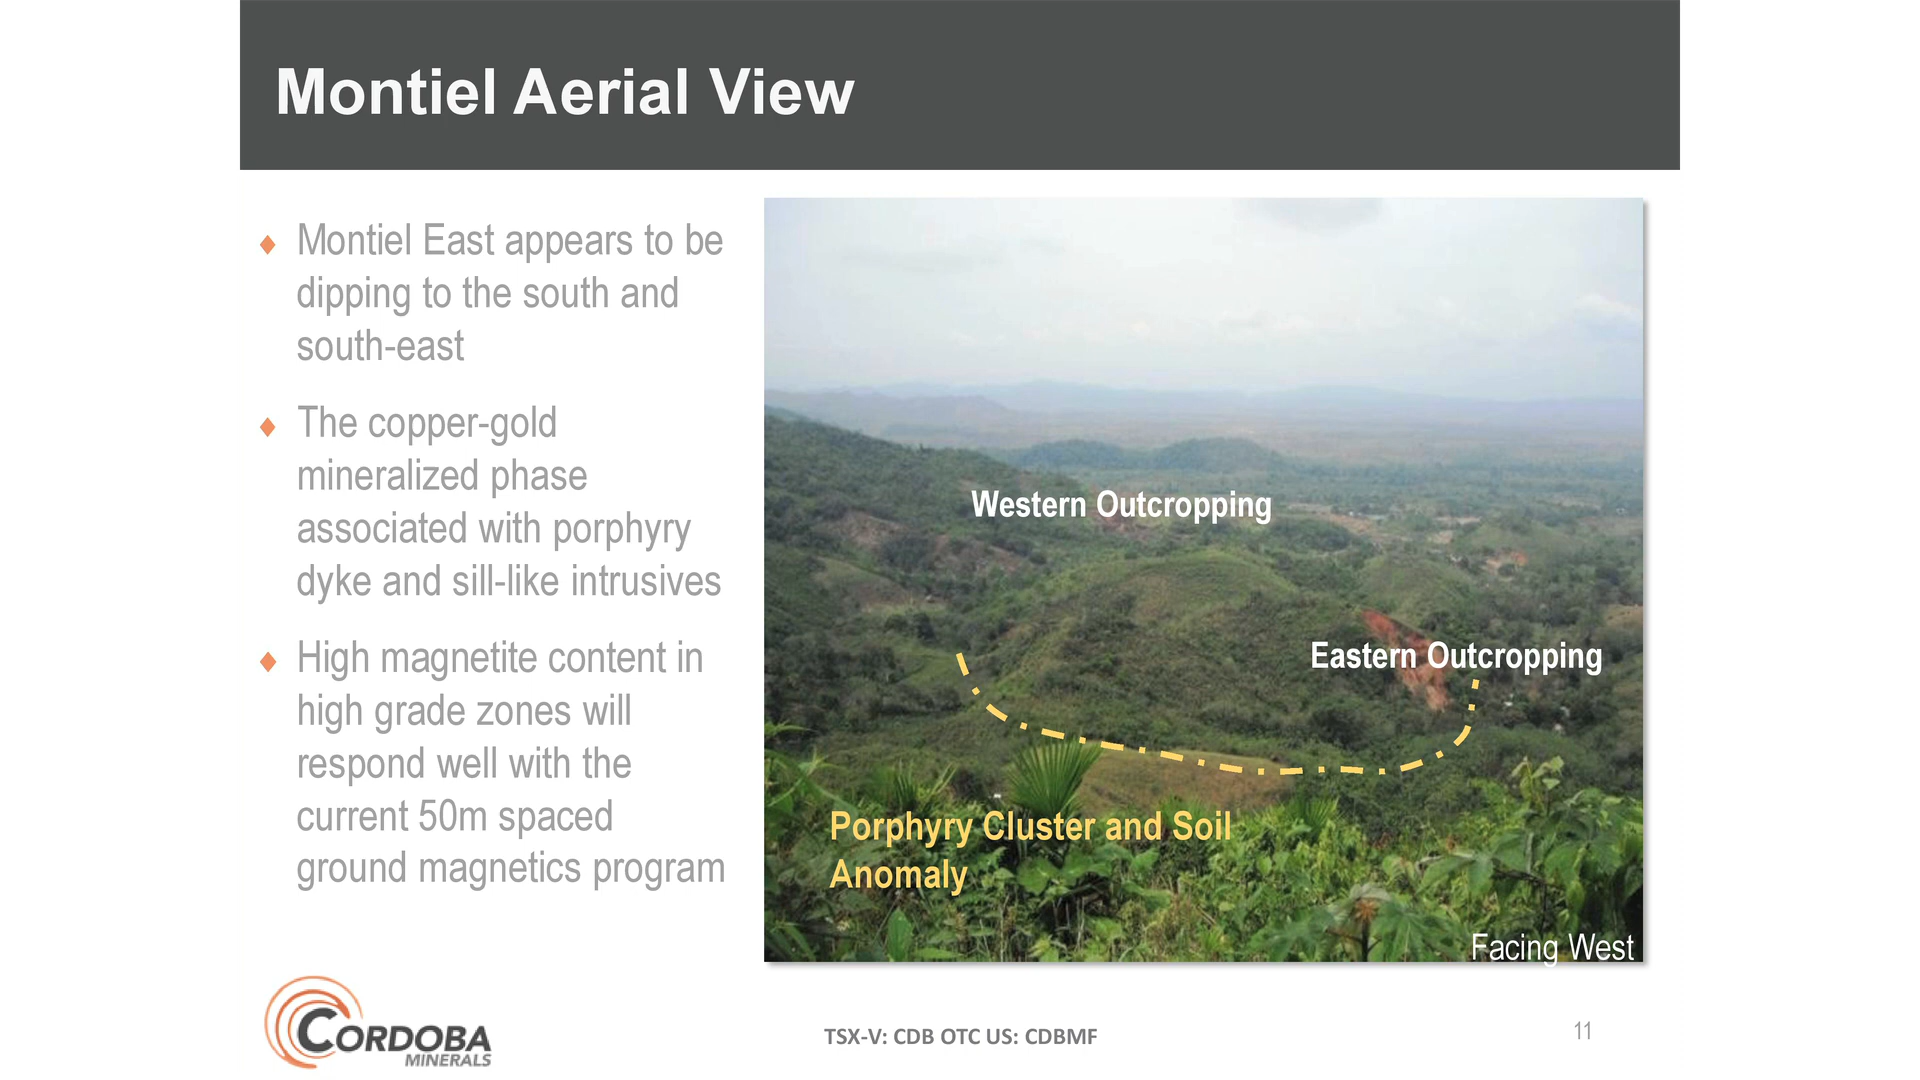 Montiel Aerial View
♦ Montiel East appears to be
dipping to the south and
south-east
♦ The copper-gold
mineralized phase
associated with porphyry
dyke and sill-like intrusives
♦ High magnetite content in
high grade zones will
respond well with the
current 50m spaced
ground magnetics program
Western Outcropping
Eastern Outcropping
Porphyry Cluster and Soil
Anomaly
Facing West
CORDOBA
MINERALS
TSX-V: CDB OTC US: CDBMF
11